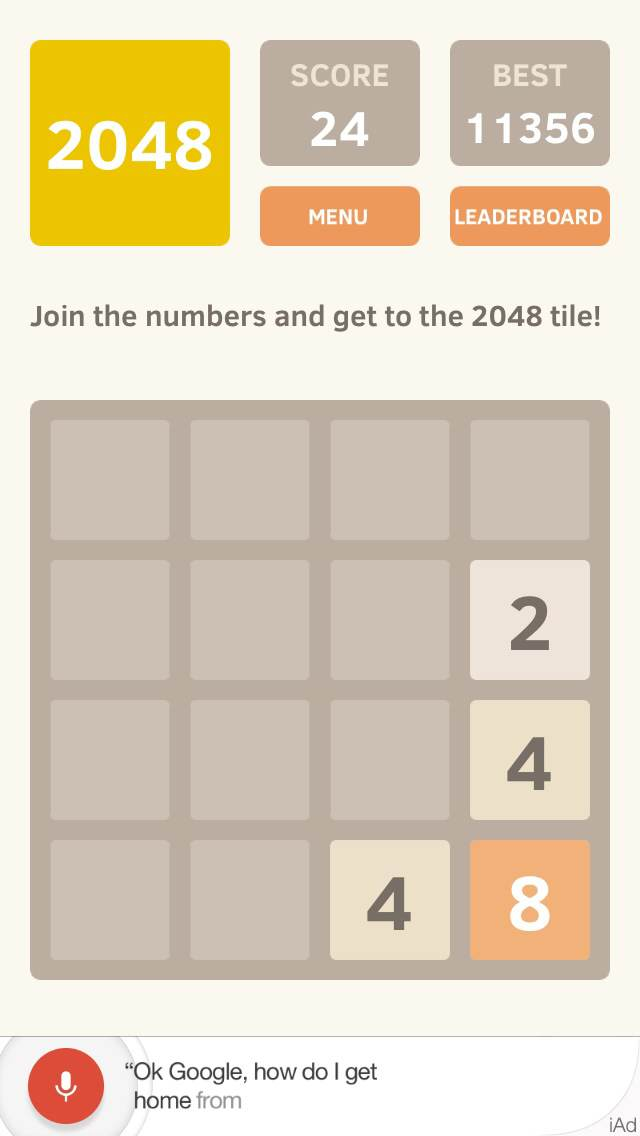 2048
SCORE
24
BEST
11356
MENU
LEADERBOARD
Join the numbers and get to the 2048 tile!
2
4
4 8
“Ok Google, how do I get
home from
iAd